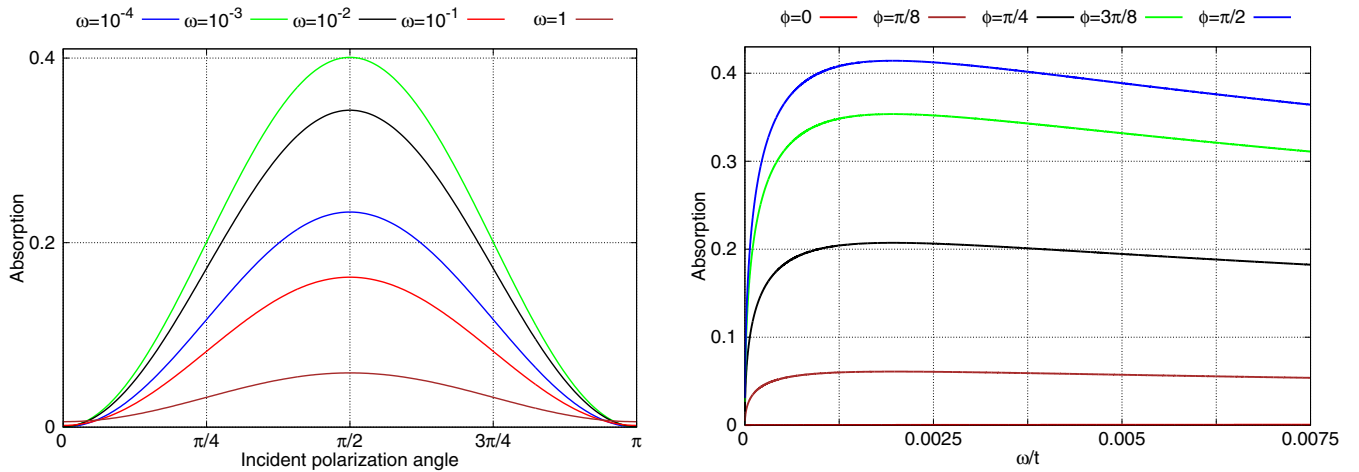 ω=10⁻⁴ ω=10⁻³ ω=10⁻² ω=10⁻¹ ω=1
0.4
0.2
0
Absorption
0 π/4 π/2 3π/4 π
Incident polarization angle
ϕ=0 ϕ=π/8 ϕ=π/4 ϕ=3π/8 ϕ=π/2
0.4
0.3
0.2
0.1
0
Absorption
0 0.0025 0.005 0.0075
ω/t